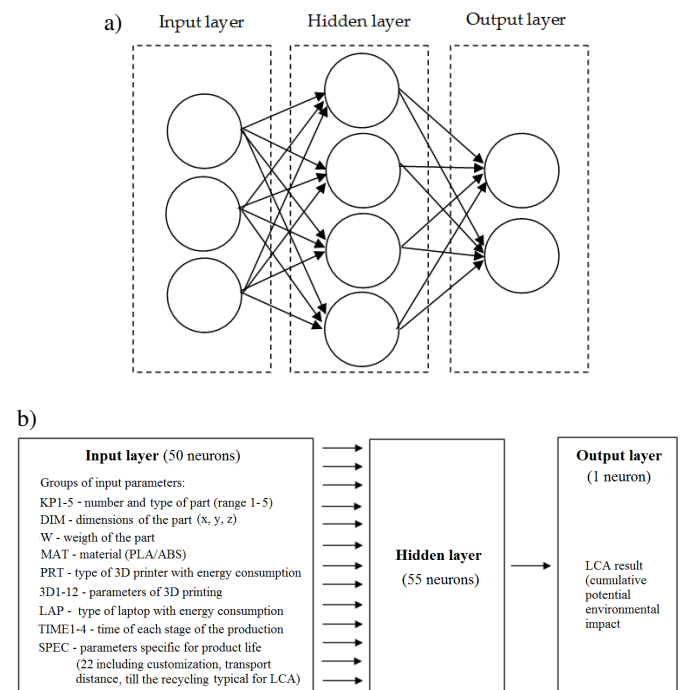 a)
Input layer
Hidden layer
Output layer
b)
Input layer (50 neurons)
Groups of input parameters:
KP1-5 - number and type of part (range 1-5)
DIM - dimensions of the part (x, y, z)
W - weigth of the part
MAT - material (PLA/ABS)
PRT - type of 3D printer with energy consumption
3D1-12 - parameters of 3D printing
LAP - type of laptop with energy consumption
TIME1-4 - time of each stage of the production
SPEC - parameters specific for product life
(22 including customization, transport
distance, till the recycling typical for LCA)
Hidden layer
(55 neurons)
Output layer
(1 neuron)
LCA result
(cumulative
potential
environmental
impact